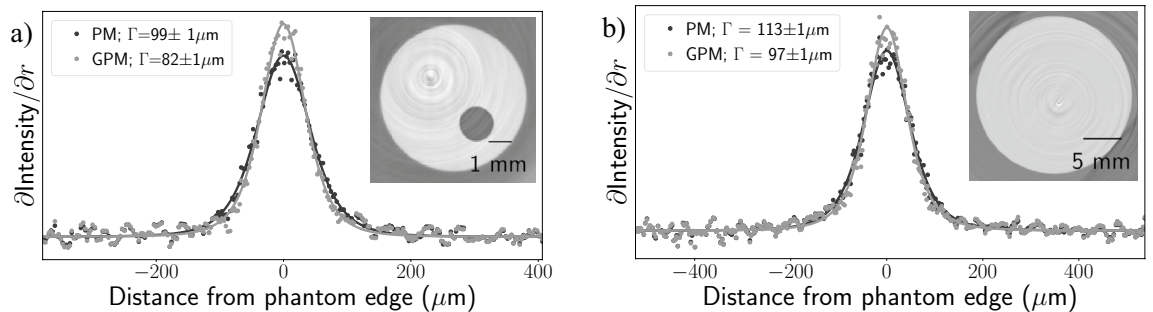 a)
PM; Γ=99± 1μm
GPM; Γ=82±1μm
1 mm
∂Intensity/∂r
−200 0 200 400
Distance from phantom edge (μm)
b)
PM; Γ = 113±1μm
GPM; Γ = 97±1μm
5 mm
∂Intensity/∂r
−400 −200 0 200 400
Distance from phantom edge (μm)